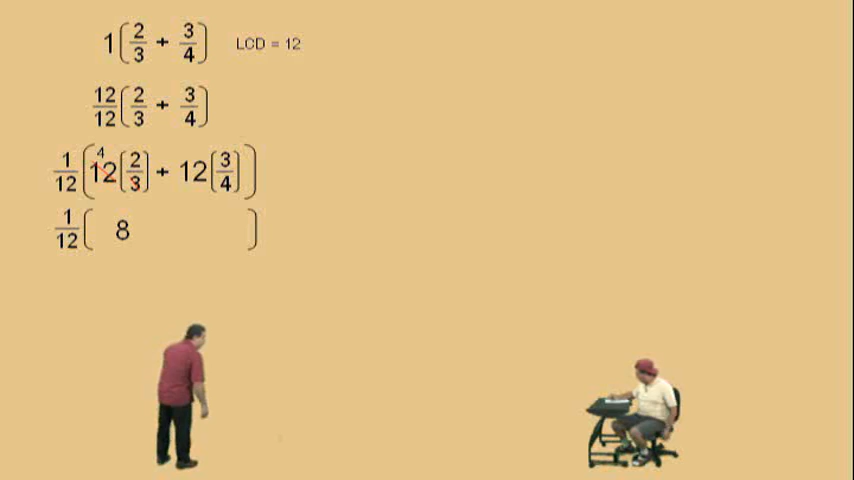 1(2/3 + 3/4) LCD = 12
12/12(2/3 + 3/4)
1/12(12(2/3) + 12(3/4)) 4
1/12( 8 )